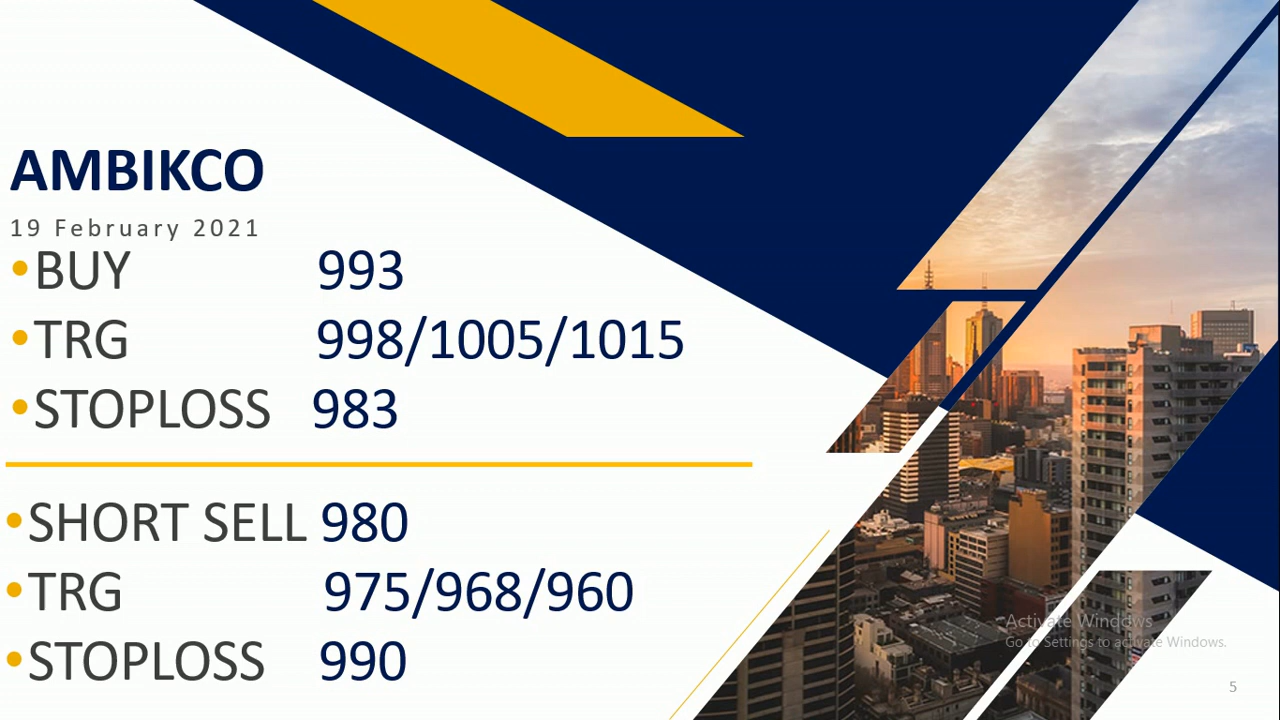 AMBIKCO
19 February 2021
•BUY 993
•TRG 998/1005/1015
•STOPLOSS 983
•SHORT SELL 980
•TRG 975/968/960
•STOPLOSS 990
Activate Windows
Go to Settings to activate Windows.
5